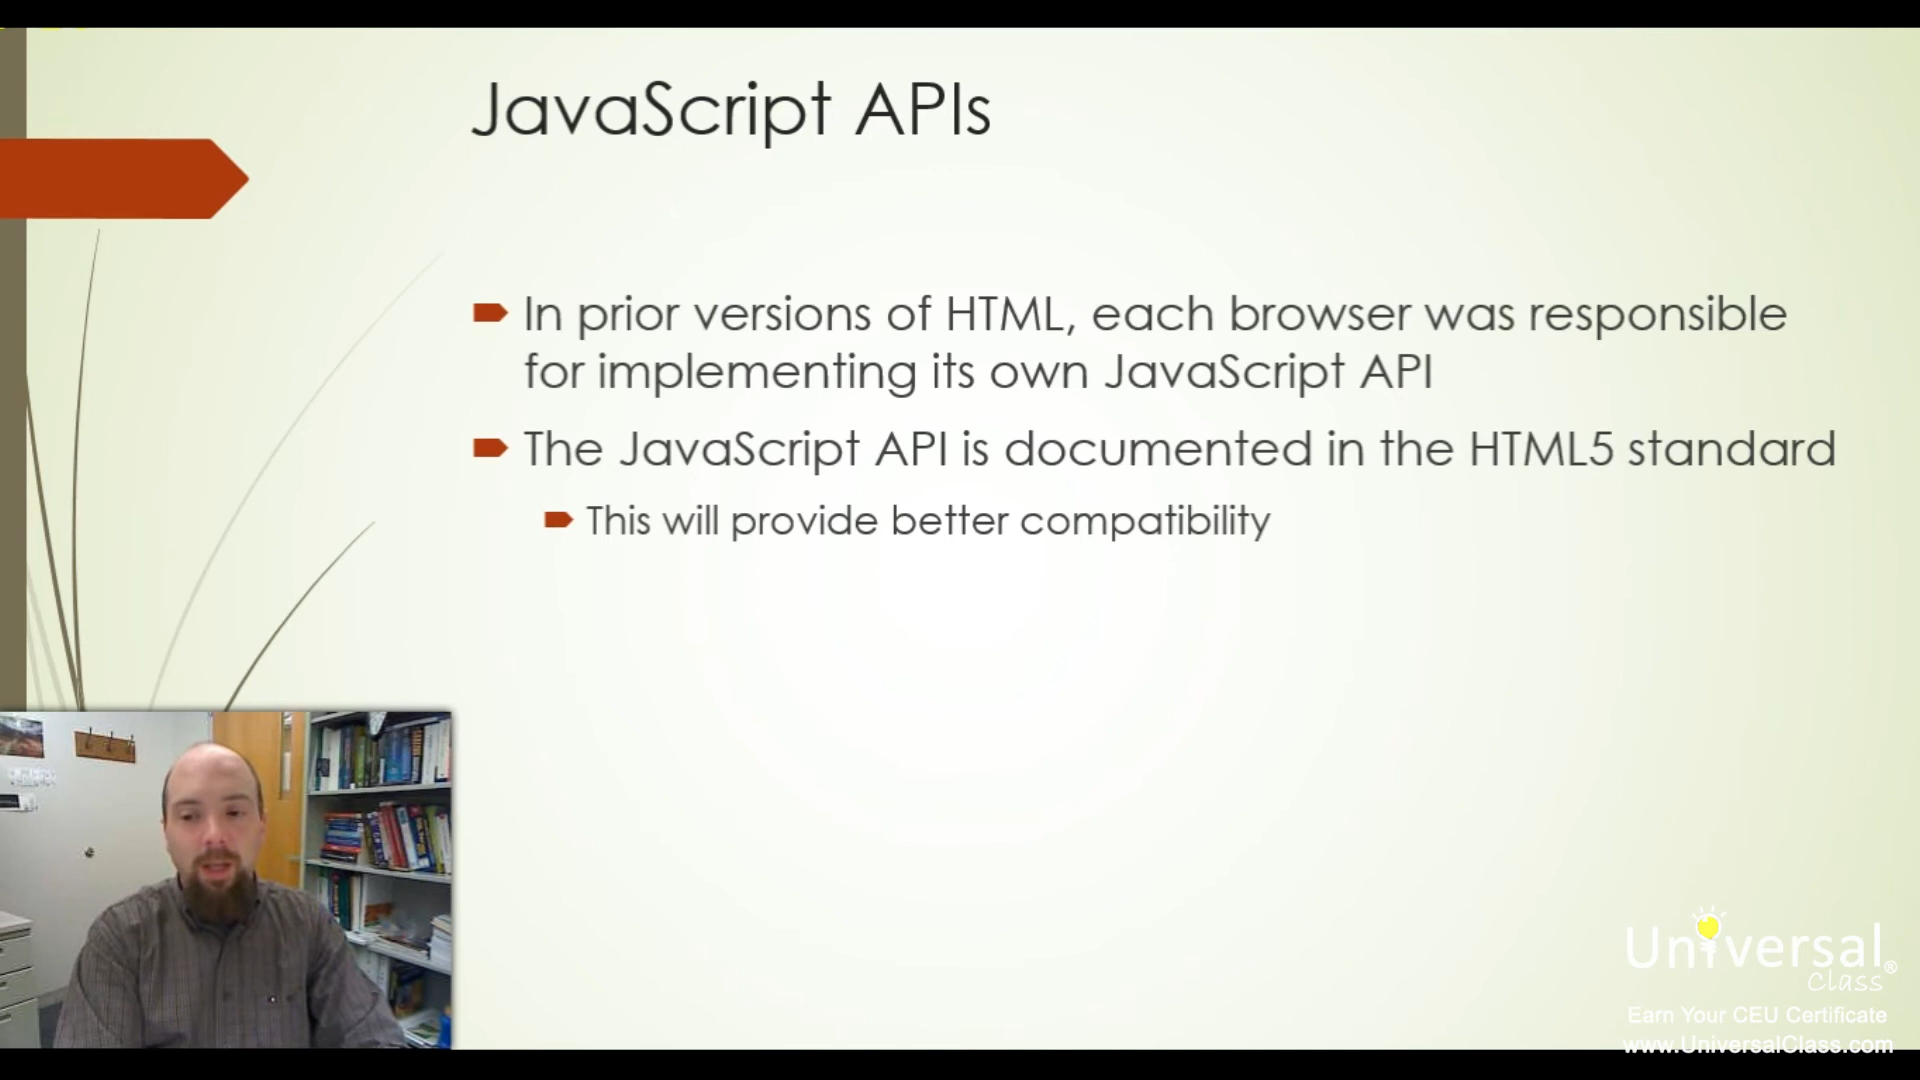 JavaScript APIs
In prior versions of HTML, each browser was responsible
for implementing its own JavaScript API
The JavaScript API is documented in the HTML5 standard
This will provide better compatibility
Universal®
Class
Earn Your CEU Certificate
www.UniversalClass.com